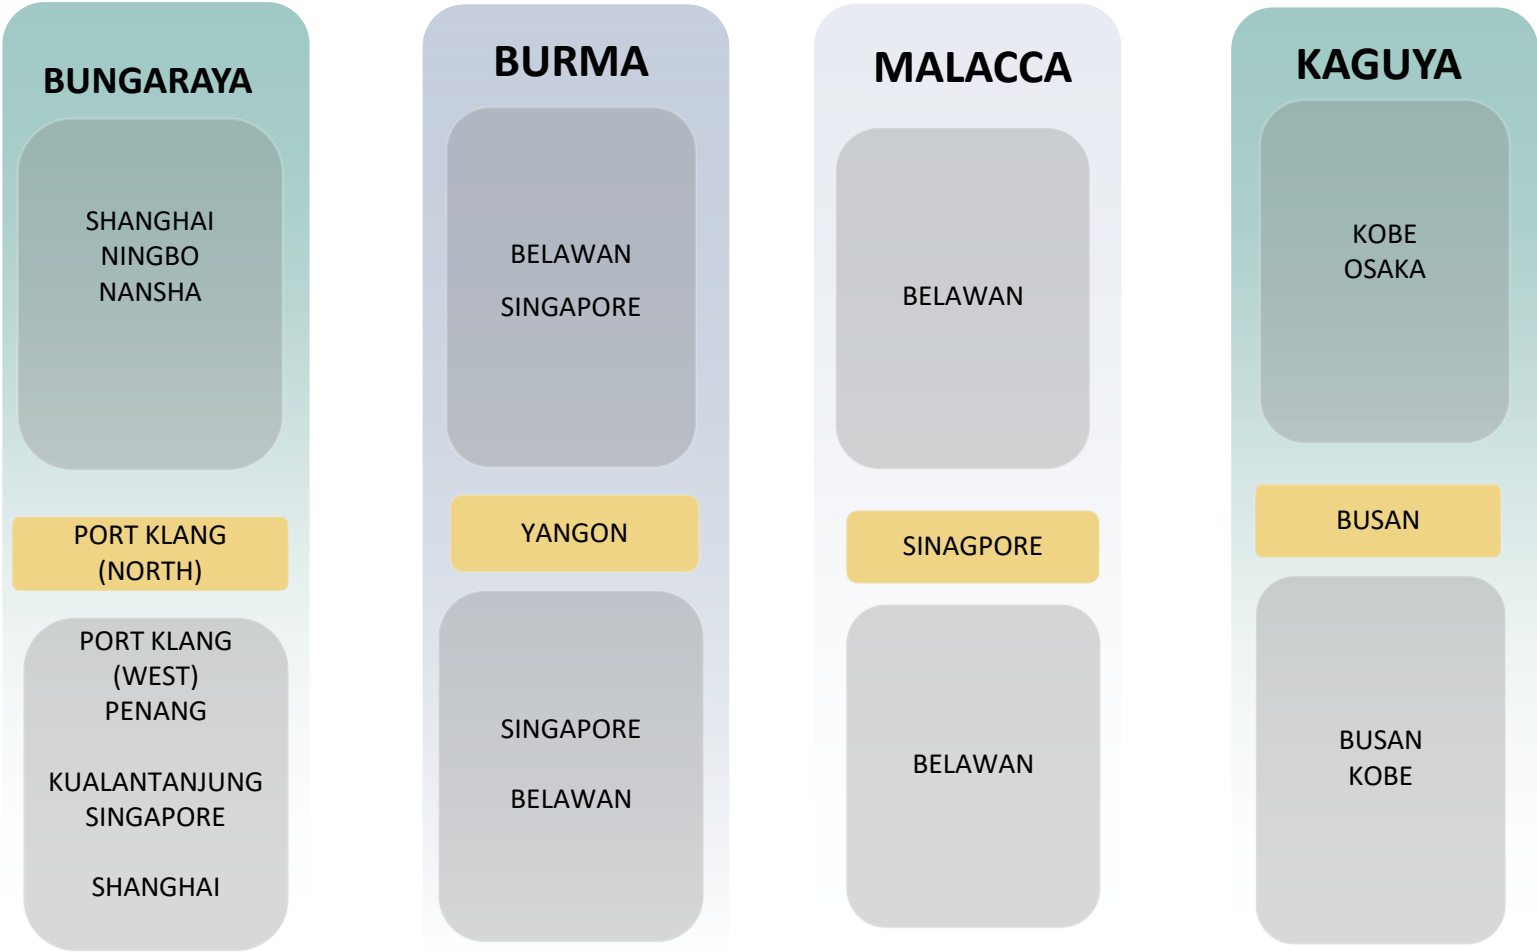 BUNGARAYA
SHANGHAI
NINGBO
NANSHA
PORT KLANG
(NORTH)
PORT KLANG
(WEST)
PENANG
KUALANTANJUNG
SINGAPORE
SHANGHAI
BURMA
BELAWAN
SINGAPORE
YANGON
SINGAPORE
BELAWAN
MALACCA
BELAWAN
SINAGPORE
BELAWAN
KAGUYA
KOBE
OSAKA
BUSAN
BUSAN
KOBE